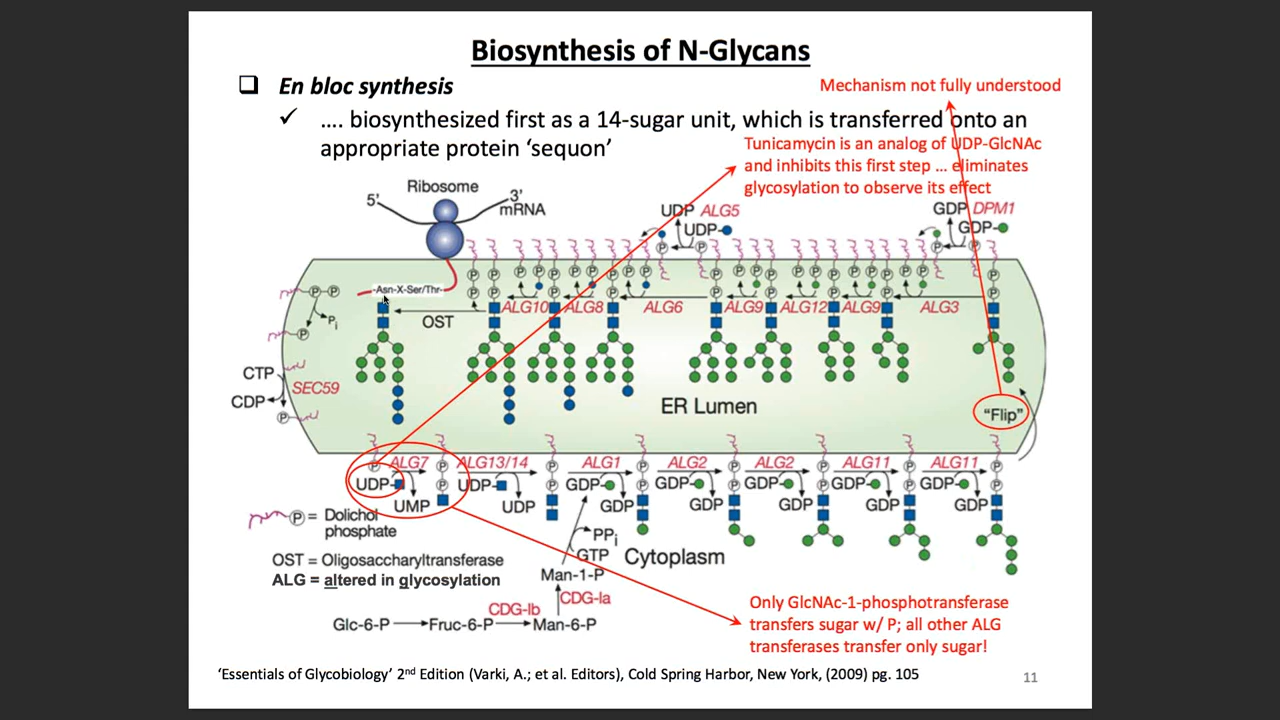 Biosynthesis of N-Glycans
❑ En bloc synthesis
Mechanism not fully understood
✓ .... biosynthesized first as a 14-sugar unit, which is transferred onto an
appropriate protein ‘sequon’
Tunicamycin is an analog of UDP-GlcNAc
and inhibits this first step ... eliminates
glycosylation to observe its effect
Ribosome
5' 3'
mRNA
UDP ALG5
UDP-
GDP DPM1
GDP-
P P P P P P P P P P P P P P P
-Asn-X-Ser/Thr-
P P
Pi
P
OST
ALG10 ALG8 ALG6 ALG9 ALG12 ALG9 ALG3
CTP
SEC59
CDP
P
ER Lumen
“Flip”
P ALG7 P ALG13/14 P ALG1 P ALG2 P ALG2 P ALG11 P ALG11 P
UDP- P UDP- P GDP- P GDP- P GDP- P GDP- P GDP- P
UMP UDP GDP GDP GDP GDP GDP
P = Dolichol
phosphate
PPi
GTP
Cytoplasm
OST = Oligosaccharyltransferase
ALG = altered in glycosylation
Man-1-P
CDG-Ia
CDG-Ib
Glc-6-P Fruc-6-P Man-6-P
Only GlcNAc-1-phosphotransferase
transfers sugar w/ P; all other ALG
transferases transfer only sugar!
‘Essentials of Glycobiology’ 2nd Edition (Varki, A.; et al. Editors), Cold Spring Harbor, New York, (2009) pg. 105
11